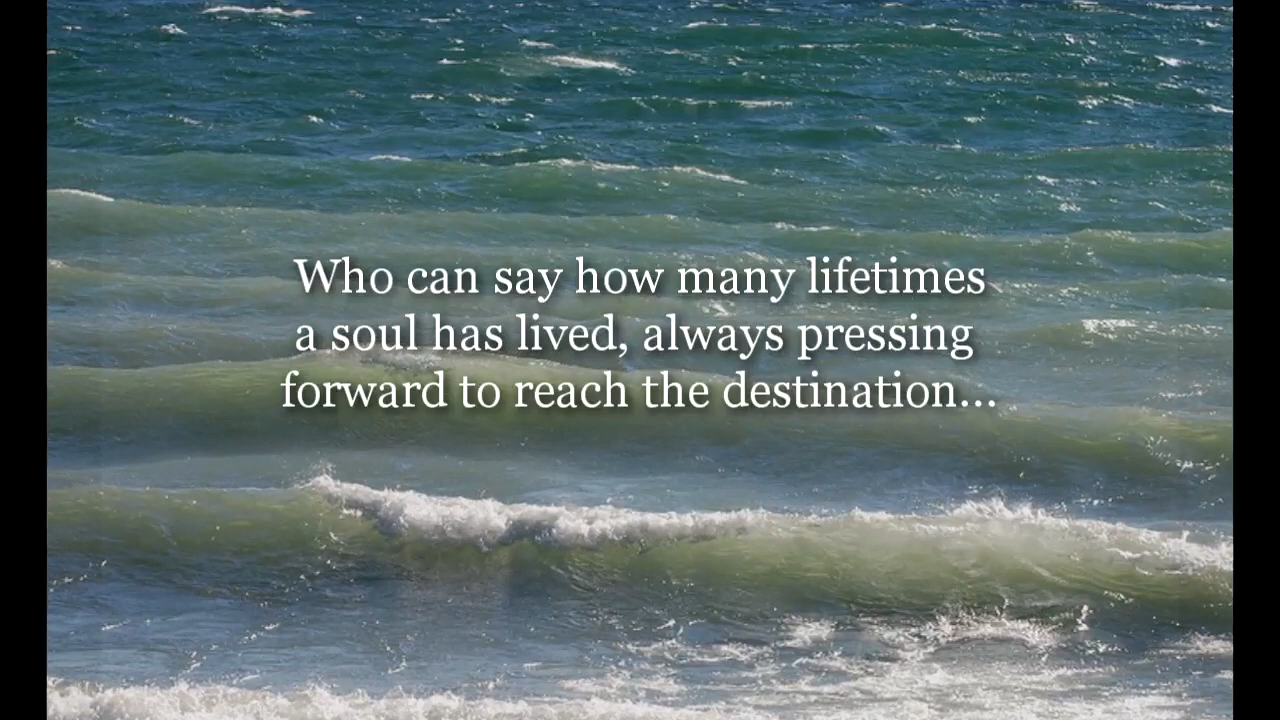 Who can say how many lifetimes
a soul has lived, always pressing
forward to reach the destination...